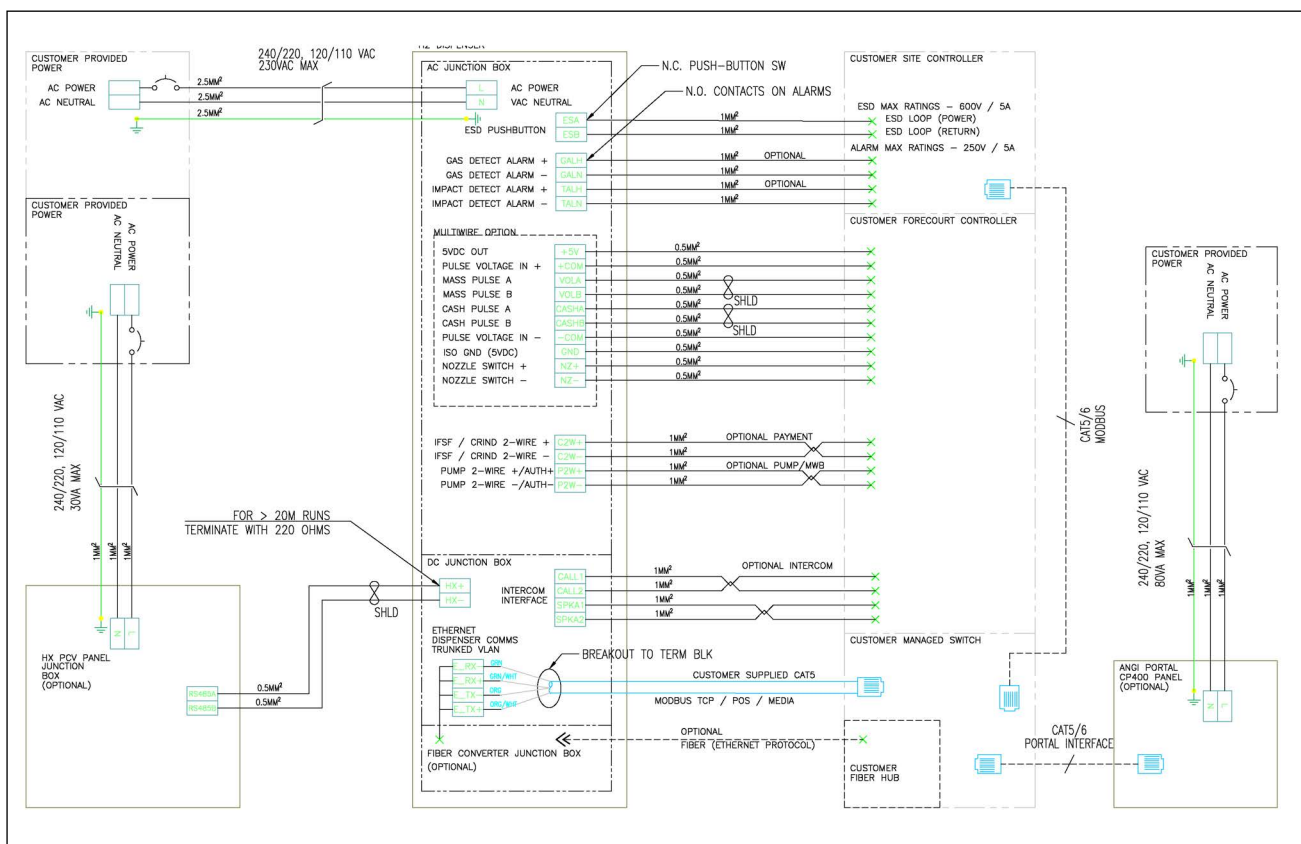 CUSTOMER PROVIDED
POWER
AC POWER
AC NEUTRAL
2.5MM²
2.5MM²
2.5MM²
240/220, 120/110 VAC
230VAC MAX
H2 DISPENSER
AC JUNCTION BOX
L AC POWER
N VAC NEUTRAL
ESD PUSHBUTTON
ESA
ESB
N.C. PUSH-BUTTON SW
N.O. CONTACTS ON ALARMS
GAS DETECT ALARM + GALH
GAS DETECT ALARM - GALN
IMPACT DETECT ALARM + TALH
IMPACT DETECT ALARM - TALN
1MM²
1MM²
1MM² OPTIONAL
1MM²
1MM² OPTIONAL
1MM²
CUSTOMER SITE CONTROLLER
ESD MAX RATINGS - 600V / 5A
ESD LOOP (POWER)
ESD LOOP (RETURN)
ALARM MAX RATINGS - 250V / 5A
CUSTOMER PROVIDED
POWER
AC POWER
AC NEUTRAL
240/220, 120/110 VAC
30VA MAX
1MM²
1MM²
1MM²
N L
HX PCV PANEL
JUNCTION
BOX
(OPTIONAL)
RS485A
RS485B
0.5MM²
0.5MM²
SHLD
FOR > 20M RUNS
TERMINATE WITH 220 OHMS
MULTIWIRE OPTION
5VDC OUT +5V 0.5MM²
PULSE VOLTAGE IN + +COM 0.5MM²
MASS PULSE A VOLA 0.5MM²
MASS PULSE B VOLB 0.5MM²
SHLD
CASH PULSE A CASHA 0.5MM²
CASH PULSE B CASHB 0.5MM²
SHLD
PULSE VOLTAGE IN - -COM 0.5MM²
ISO GND (5VDC) GND 0.5MM²
NOZZLE SWITCH + NZ+ 0.5MM²
NOZZLE SWITCH - NZ- 0.5MM²
CUSTOMER FORECOURT CONTROLLER
IFSF / CRIND 2-WIRE + C2W+ 1MM² OPTIONAL PAYMENT
IFSF / CRIND 2-WIRE - C2W- 1MM²
PUMP 2-WIRE +/AUTH+ P2W+ 1MM² OPTIONAL PUMP/MWB
PUMP 2-WIRE -/AUTH- P2W- 1MM²
DC JUNCTION BOX
HX+
HX-
INTERCOM
INTERFACE
CALL1 1MM² OPTIONAL INTERCOM
CALL2 1MM²
SPKA1 1MM²
SPKA2 1MM²
ETHERNET
DISPENSER COMMS
TRUNKED VLAN
E_RX- GRN
E_RX+ GRN/WHT
E_TX- ORG
E_TX+ ORG/WHT
BREAKOUT TO TERM BLK
CUSTOMER SUPPLIED CAT5
MODBUS TCP / POS / MEDIA
FIBER CONVERTER JUNCTION BOX
(OPTIONAL)
OPTIONAL
FIBER (ETHERNET PROTOCOL)
CUSTOMER MANAGED SWITCH
CUSTOMER
FIBER HUB
CAT5/6
MODBUS
CAT5/6
PORTAL INTERFACE
CUSTOMER PROVIDED
POWER
AC POWER
AC NEUTRAL
240/220, 120/110 VAC
80VA MAX
1MM²
1MM²
1MM²
ANGI PORTAL
CP400 PANEL
(OPTIONAL)
N L